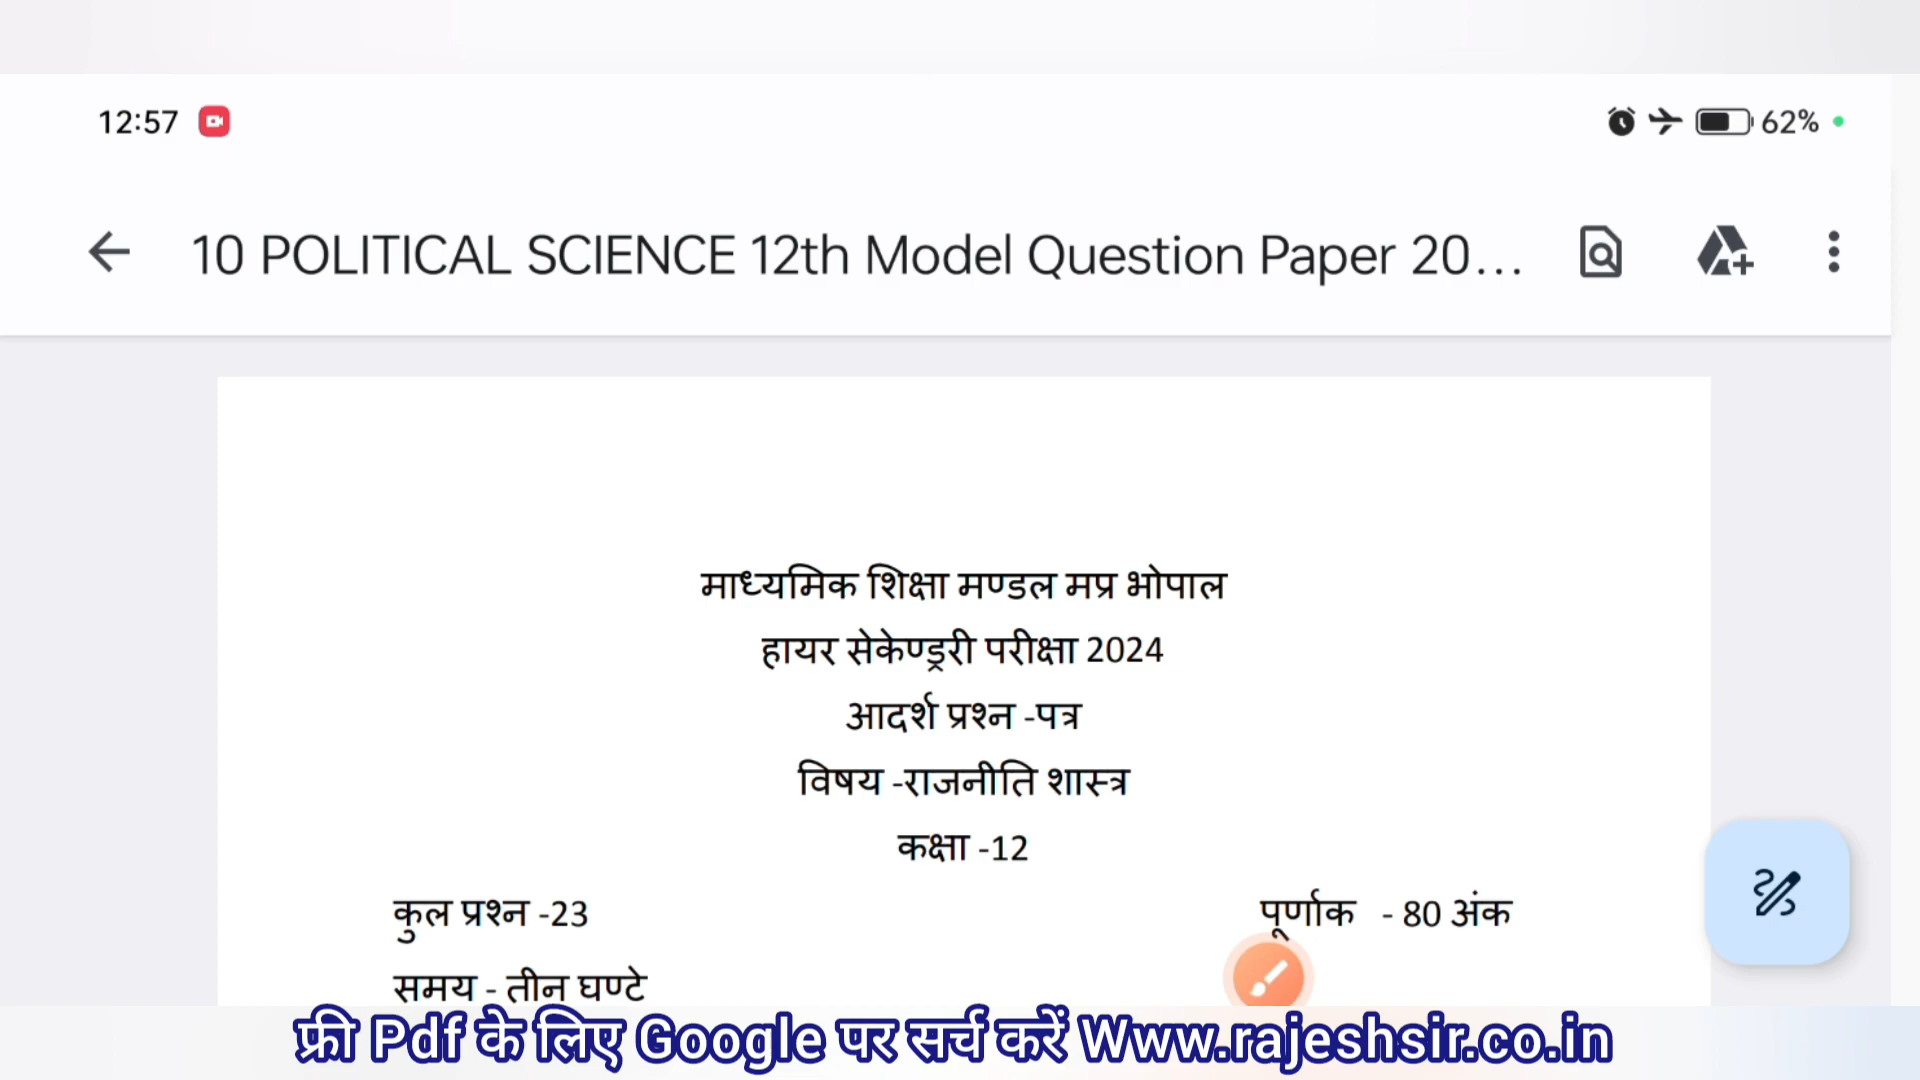 12:57 62%
10 POLITICAL SCIENCE 12th Model Question Paper 20...
माध्यमिक शिक्षा मण्डल मप्र भोपाल
हायर सेकेण्ड्ररी परीक्षा 2024
आदर्श प्रश्न -पत्र
विषय -राजनीति शास्त्र
कक्षा -12
कुल प्रश्न -23 पूर्णांक - 80 अंक
समय - तीन घण्टे
फ्री Pdf के लिए Google पर सर्च करें Www.rajeshsir.co.in